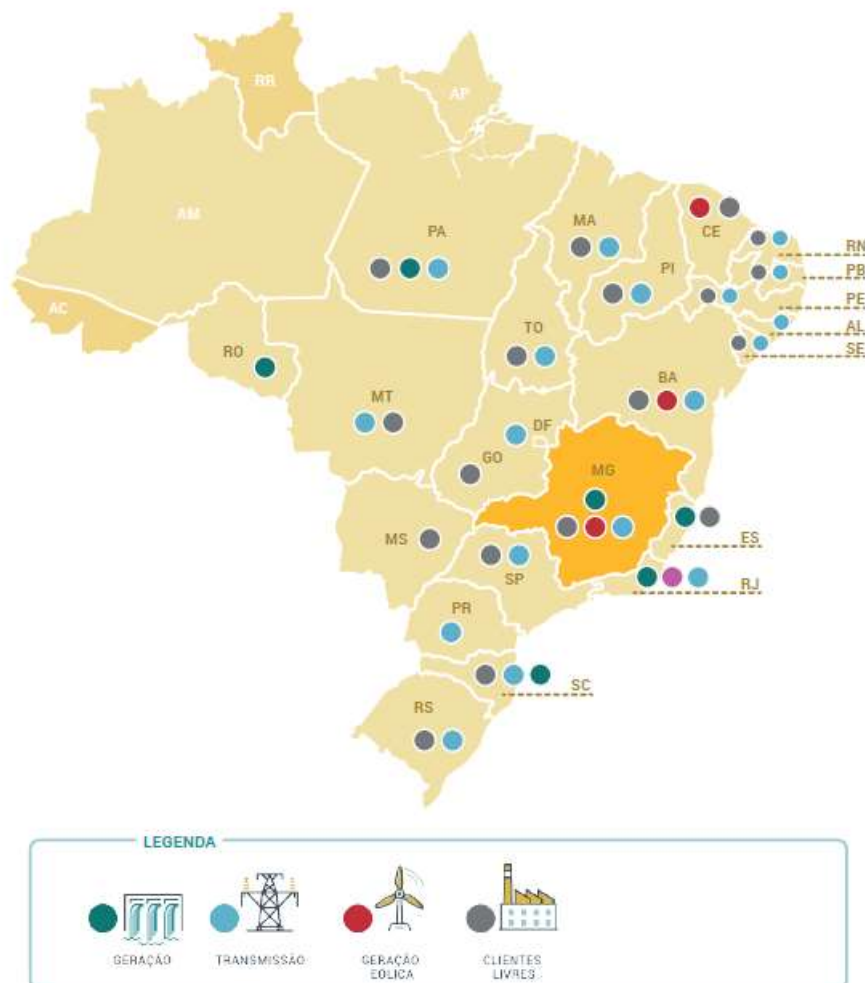 RR
AP
AM
PA
MA
CE
RN
PI
PB
PE
AC
TO
AL
RO
SE
BA
MT
DF
GO
MG
MS
ES
SP
RJ
PR
SC
RS
LEGENDA
GERAÇÃO
TRANSMISSÃO
GERAÇÃO
EOLICA
CLIENTES
LIVRES